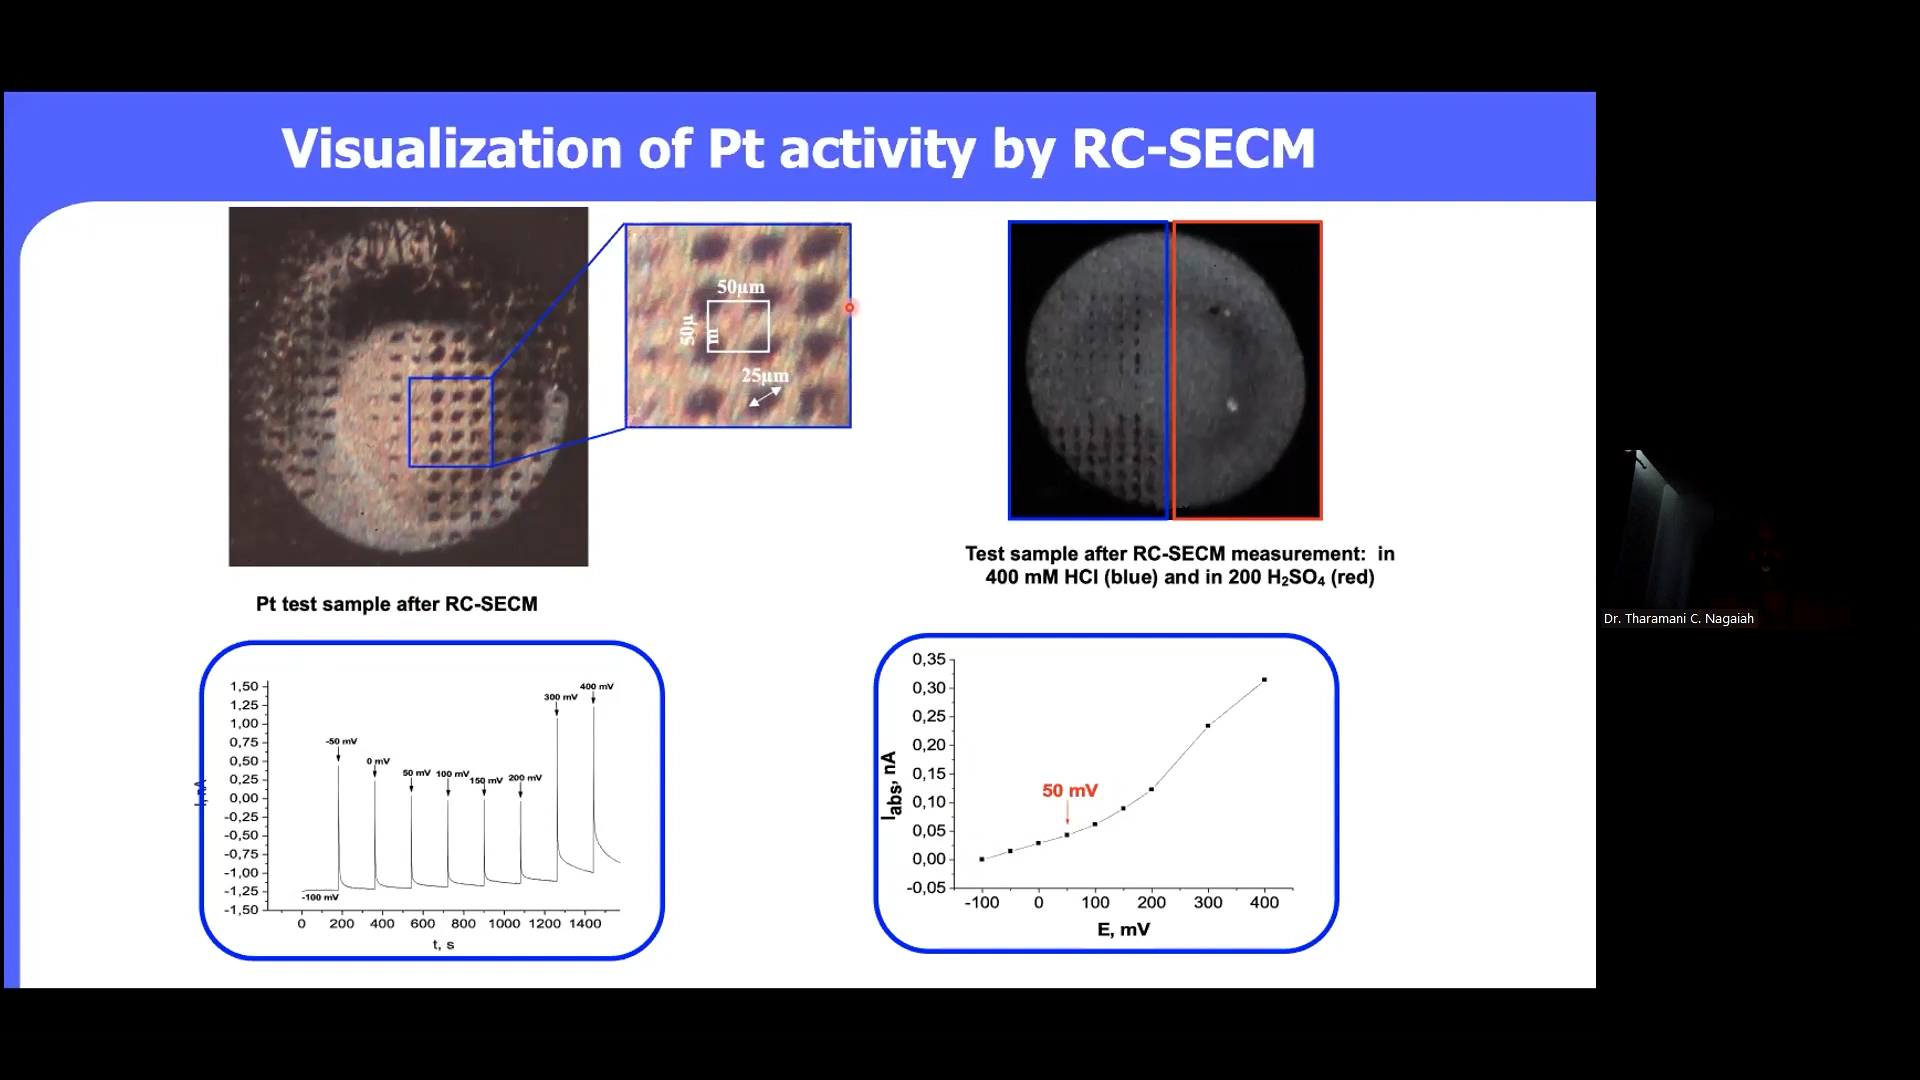 Visualization of Pt activity by RC-SECM
50µm
50µ
m
25µm
Pt test sample after RC-SECM
Test sample after RC-SECM measurement: in
400 mM HCl (blue) and in 200 H₂SO₄ (red)
Dr. Tharamani C. Nagaiah
I, nA
1,50
1,25
1,00
0,75
0,50
0,25
0,00
-0,25
-0,50
-0,75
-1,00
-1,25
-1,50
-100 mV
-50 mV
0 mV
50 mV
100 mV
150 mV
200 mV
300 mV
400 mV
0 200 400 600 800 1000 1200 1400
t, s
Iabs, nA
0,35
0,30
0,25
0,20
0,15
0,10
0,05
0,00
-0,05
50 mV
-100 0 100 200 300 400
E, mV